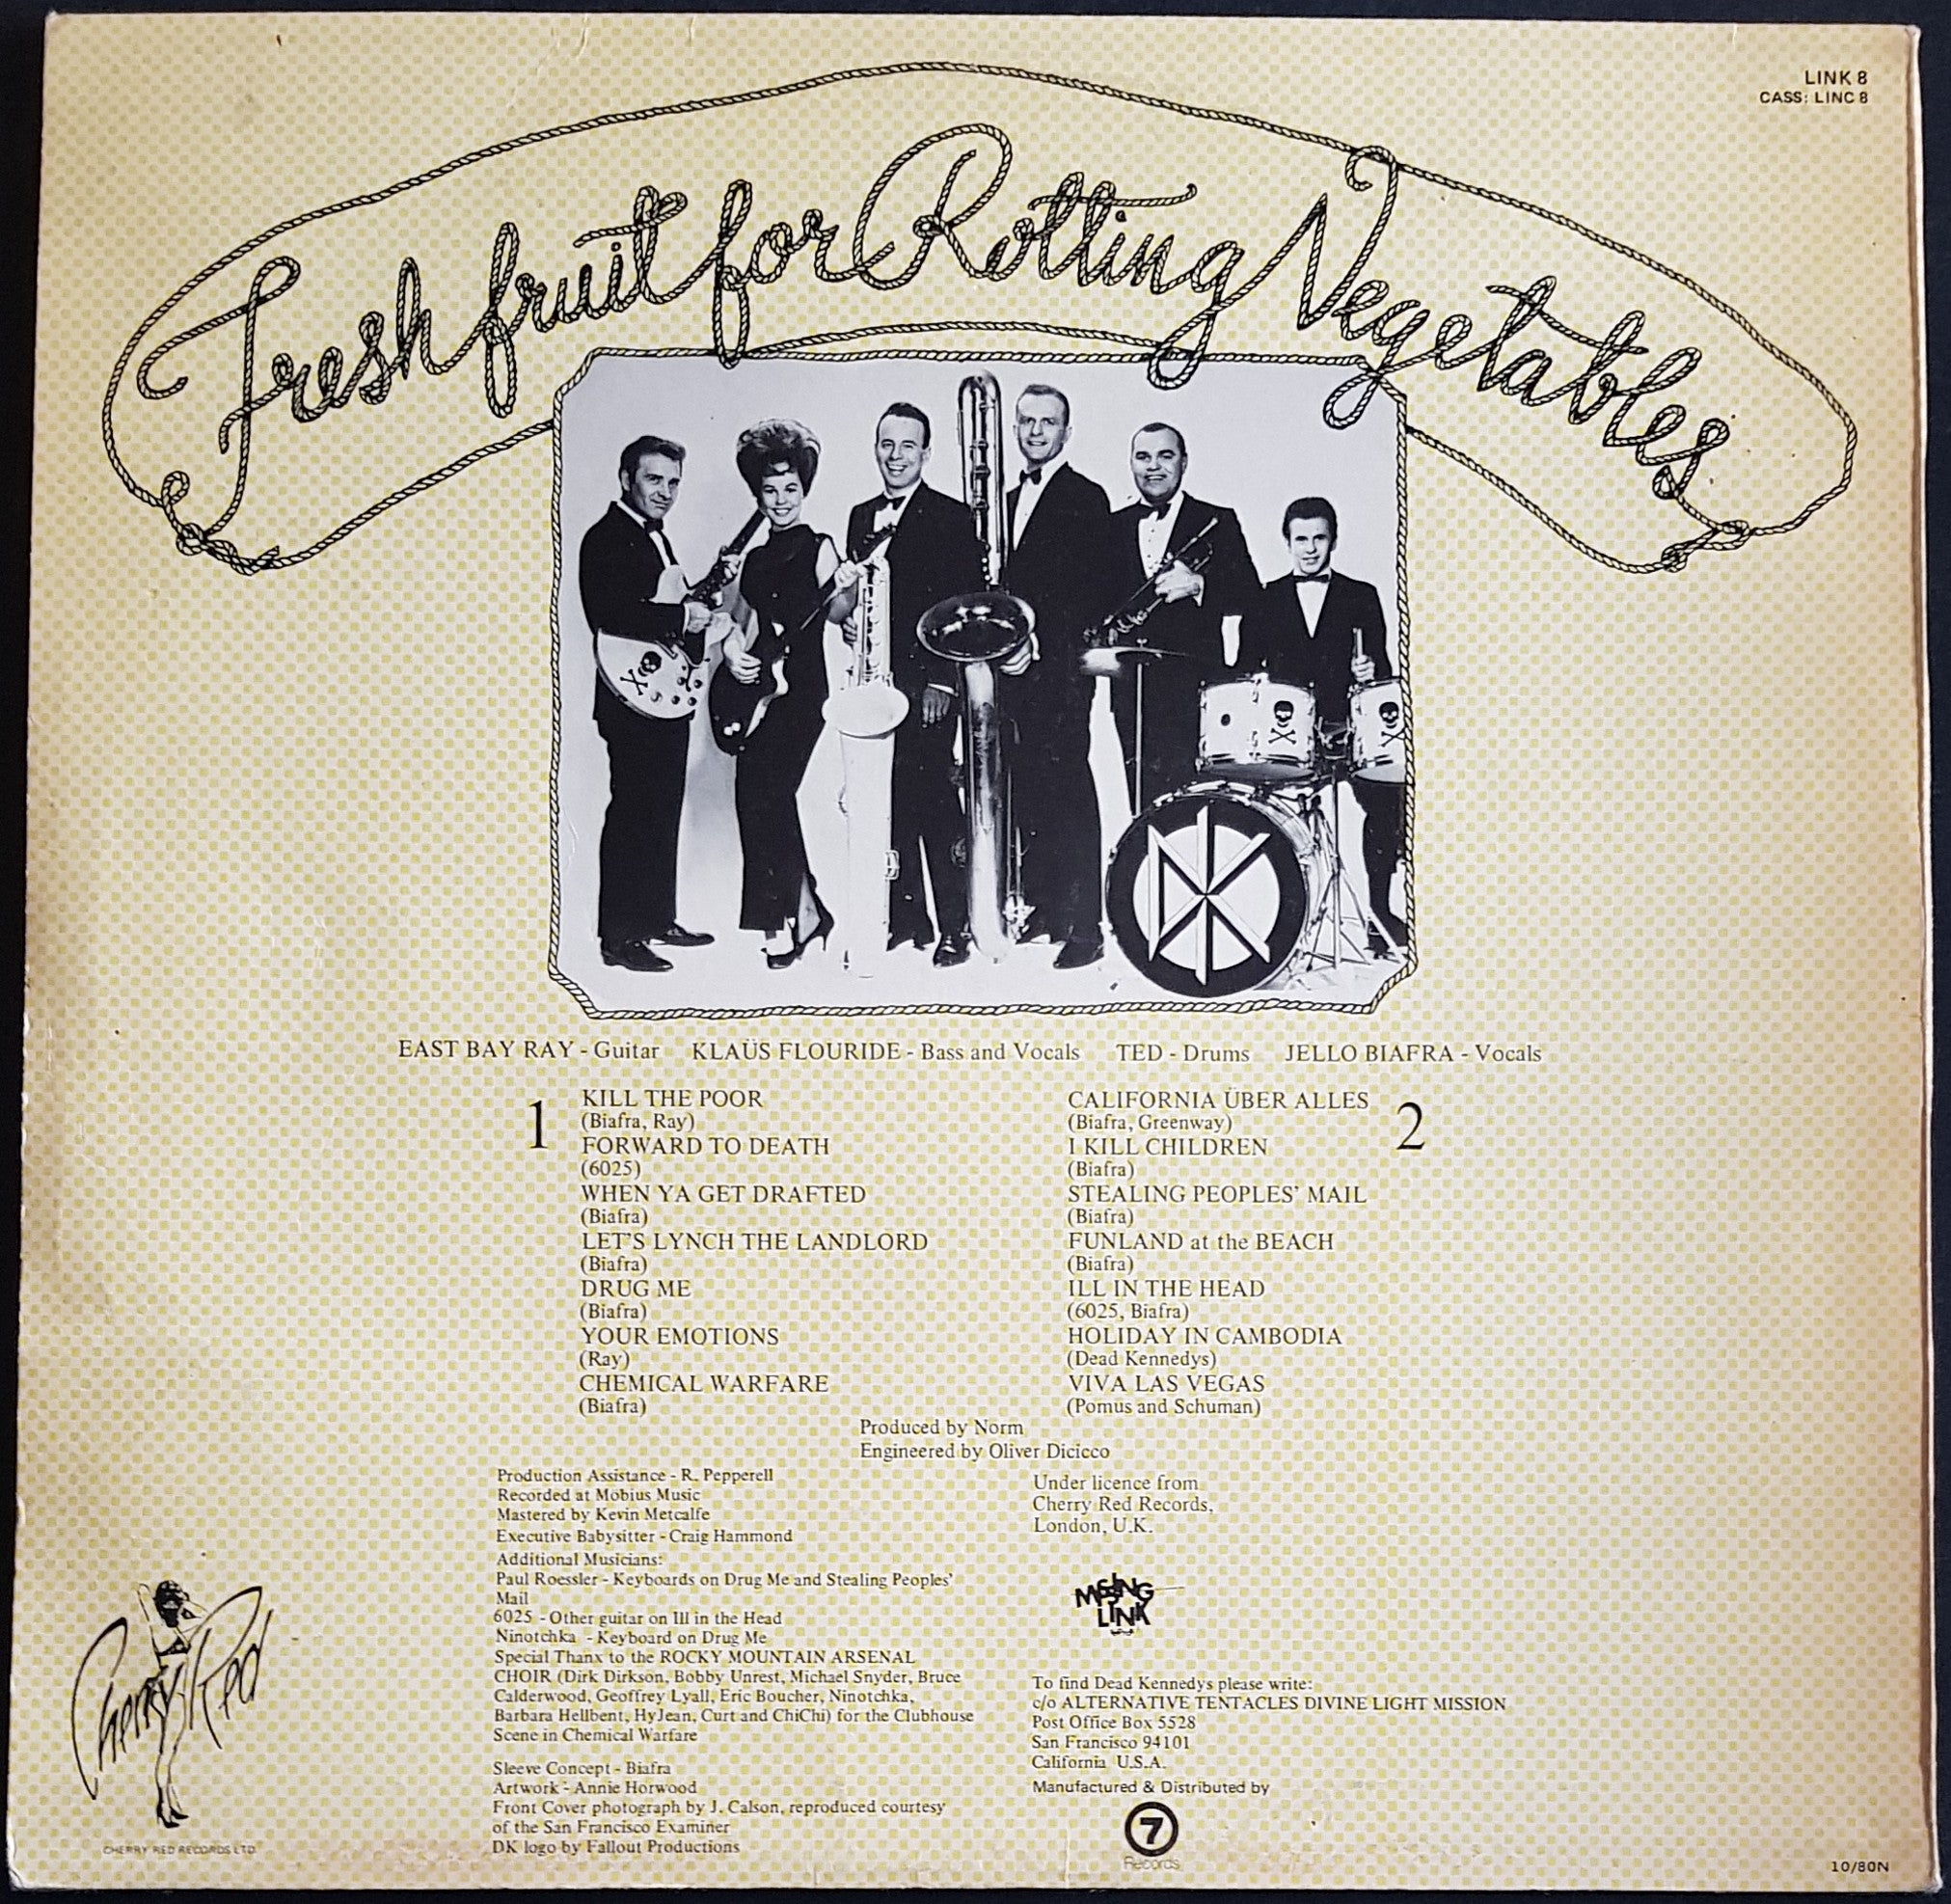 LINK 8
CASS: LINC 8
Fresh fruit for Rotting Vegetables
DK
EAST BAY RAY - Guitar KLAÜS FLOURIDE - Bass and Vocals TED - Drums JELLO BIAFRA - Vocals
1
KILL THE POOR
(Biafra, Ray)
FORWARD TO DEATH
(6025)
WHEN YA GET DRAFTED
(Biafra)
LET'S LYNCH THE LANDLORD
(Biafra)
DRUG ME
(Biafra)
YOUR EMOTIONS
(Ray)
CHEMICAL WARFARE
(Biafra)
2
CALIFORNIA ÜBER ALLES
(Biafra, Greenway)
I KILL CHILDREN
(Biafra)
STEALING PEOPLES' MAIL
(Biafra)
FUNLAND at the BEACH
(Biafra)
ILL IN THE HEAD
(6025, Biafra)
HOLIDAY IN CAMBODIA
(Dead Kennedys)
VIVA LAS VEGAS
(Pomus and Schuman)
Produced by Norm
Engineered by Oliver Dicicco
Production Assistance - R. Pepperell
Recorded at Mobius Music
Mastered by Kevin Metcalfe
Executive Babysitter - Craig Hammond
Additional Musicians:
Paul Roessler - Keyboards on Drug Me and Stealing Peoples'
Mail
6025 - Other guitar on Ill in the Head
Ninotchka - Keyboard on Drug Me
Special Thanx to the ROCKY MOUNTAIN ARSENAL
CHOIR (Dirk Dirkson, Bobby Unrest, Michael Snyder, Bruce
Calderwood, Geoffrey Lyall, Eric Boucher, Ninotchka,
Barbara Hellbent, HyJean, Curt and ChiChi) for the Clubhouse
Scene in Chemical Warfare
Sleeve Concept - Biafra
Artwork - Annie Horwood
Front Cover photograph by J. Calson, reproduced courtesy
of the San Francisco Examiner
DK logo by Fallout Productions
Under licence from
Cherry Red Records,
London, U.K.
MISSING
LINK
To find Dead Kennedys please write:
c/o ALTERNATIVE TENTACLES DIVINE LIGHT MISSION
Post Office Box 5528
San Francisco 94101
California U.S.A.
Manufactured & Distributed by
7
Records
Cherry Red
CHERRY RED RECORDS LTD
10/80N